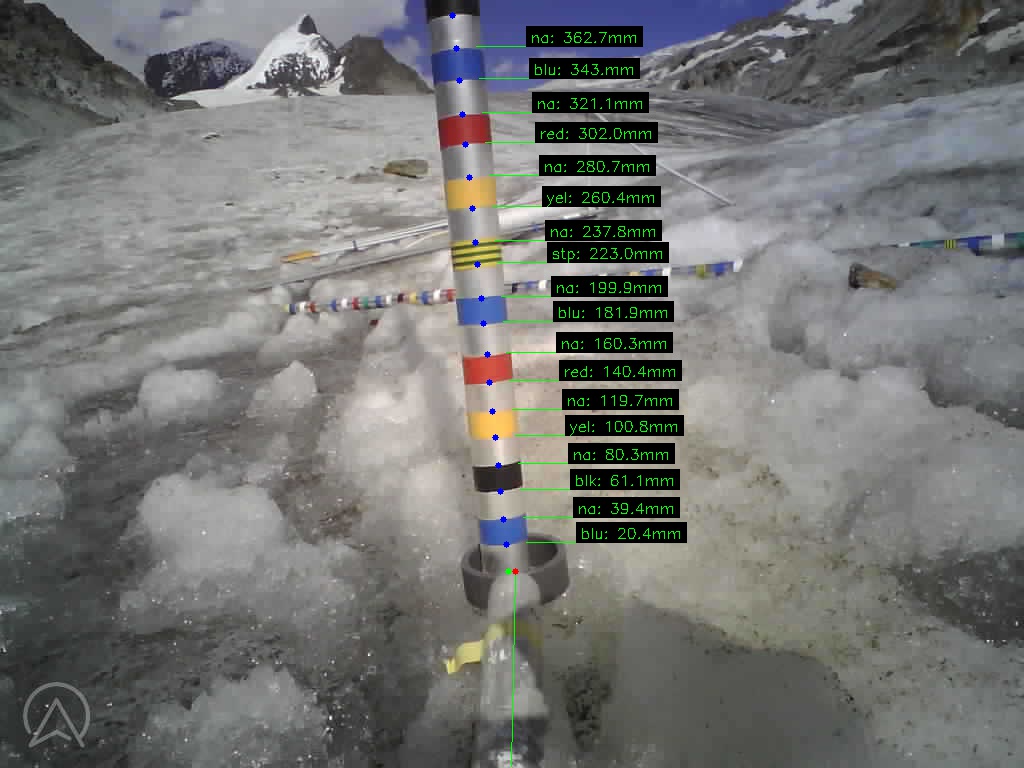 na: 362.7mm
blu: 343.mm
na: 321.1mm
red: 302.0mm
na: 280.7mm
yel: 260.4mm
na: 237.8mm
stp: 223.0mm
na: 199.9mm
blu: 181.9mm
na: 160.3mm
red: 140.4mm
na: 119.7mm
yel: 100.8mm
na: 80.3mm
blk: 61.1mm
na: 39.4mm
blu: 20.4mm